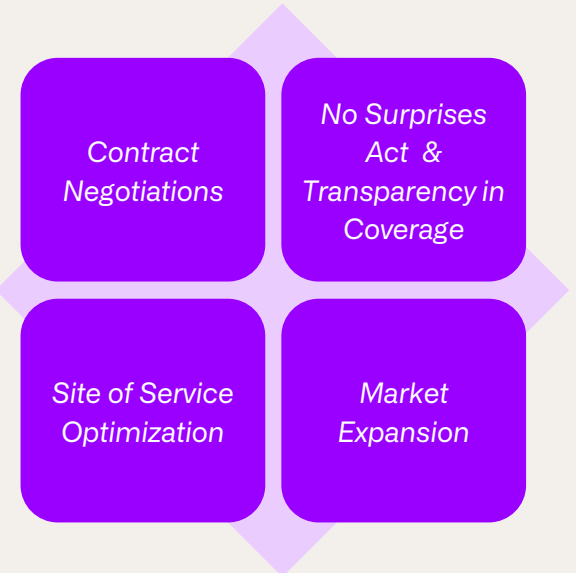 Contract
Negotiations
No Surprises
Act &
Transparency in
Coverage
Site of Service
Optimization
Market
Expansion